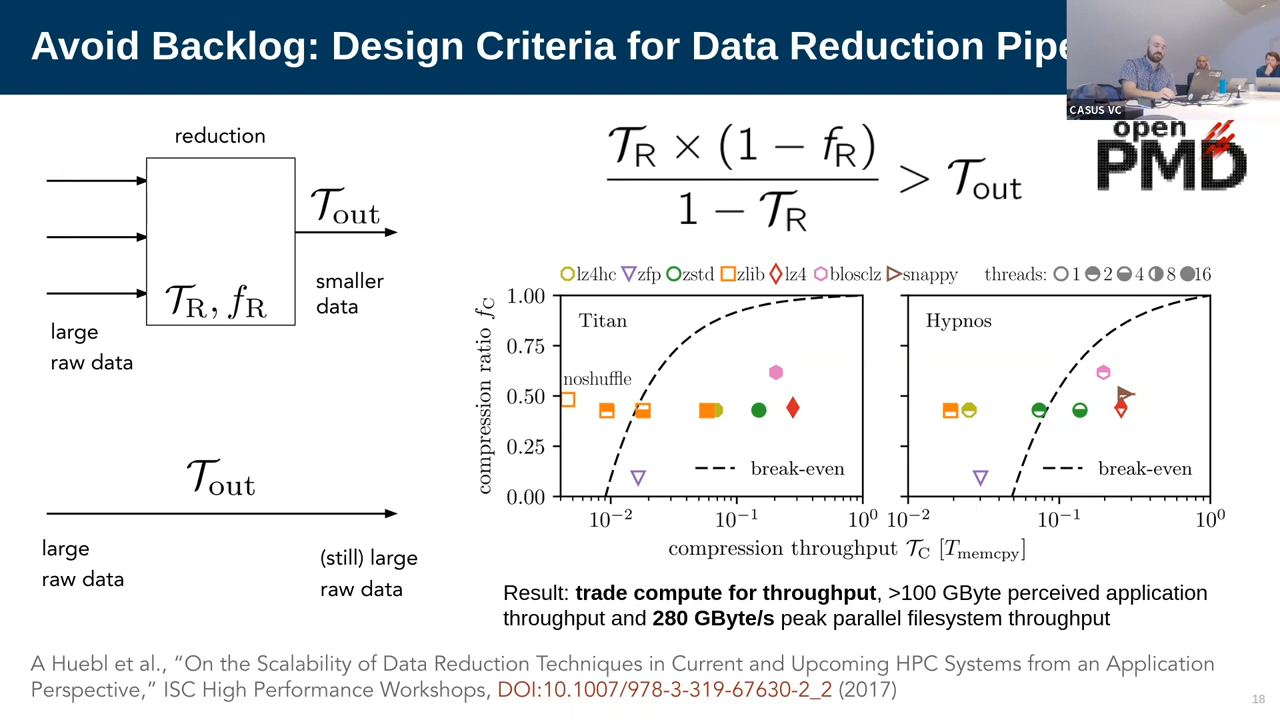 Avoid Backlog: Design Criteria for Data Reduction Pipe
CASUS VC
open
PMD
reduction
𝒯out
𝒯R, fR
smaller
data
large
raw data
𝒯out
large
raw data
(still) large
raw data
𝒯R × (1 − fR)
1 − 𝒯R
> 𝒯out
lz4hc zfp zstd zlib lz4 blosclz snappy threads: 1 2 4 8 16
compression ratio fC
1.00
0.75
0.50
0.25
0.00
Titan
noshuffle
break-even
10⁻² 10⁻¹ 10⁰
Hypnos
break-even
10⁻² 10⁻¹ 10⁰
compression throughput 𝒯C [Tmemcpy]
Result: trade compute for throughput, >100 GByte perceived application
throughput and 280 GByte/s peak parallel filesystem throughput
A Huebl et al., “On the Scalability of Data Reduction Techniques in Current and Upcoming HPC Systems from an Application
Perspective,” ISC High Performance Workshops, DOI:10.1007/978-3-319-67630-2_2 (2017)
18